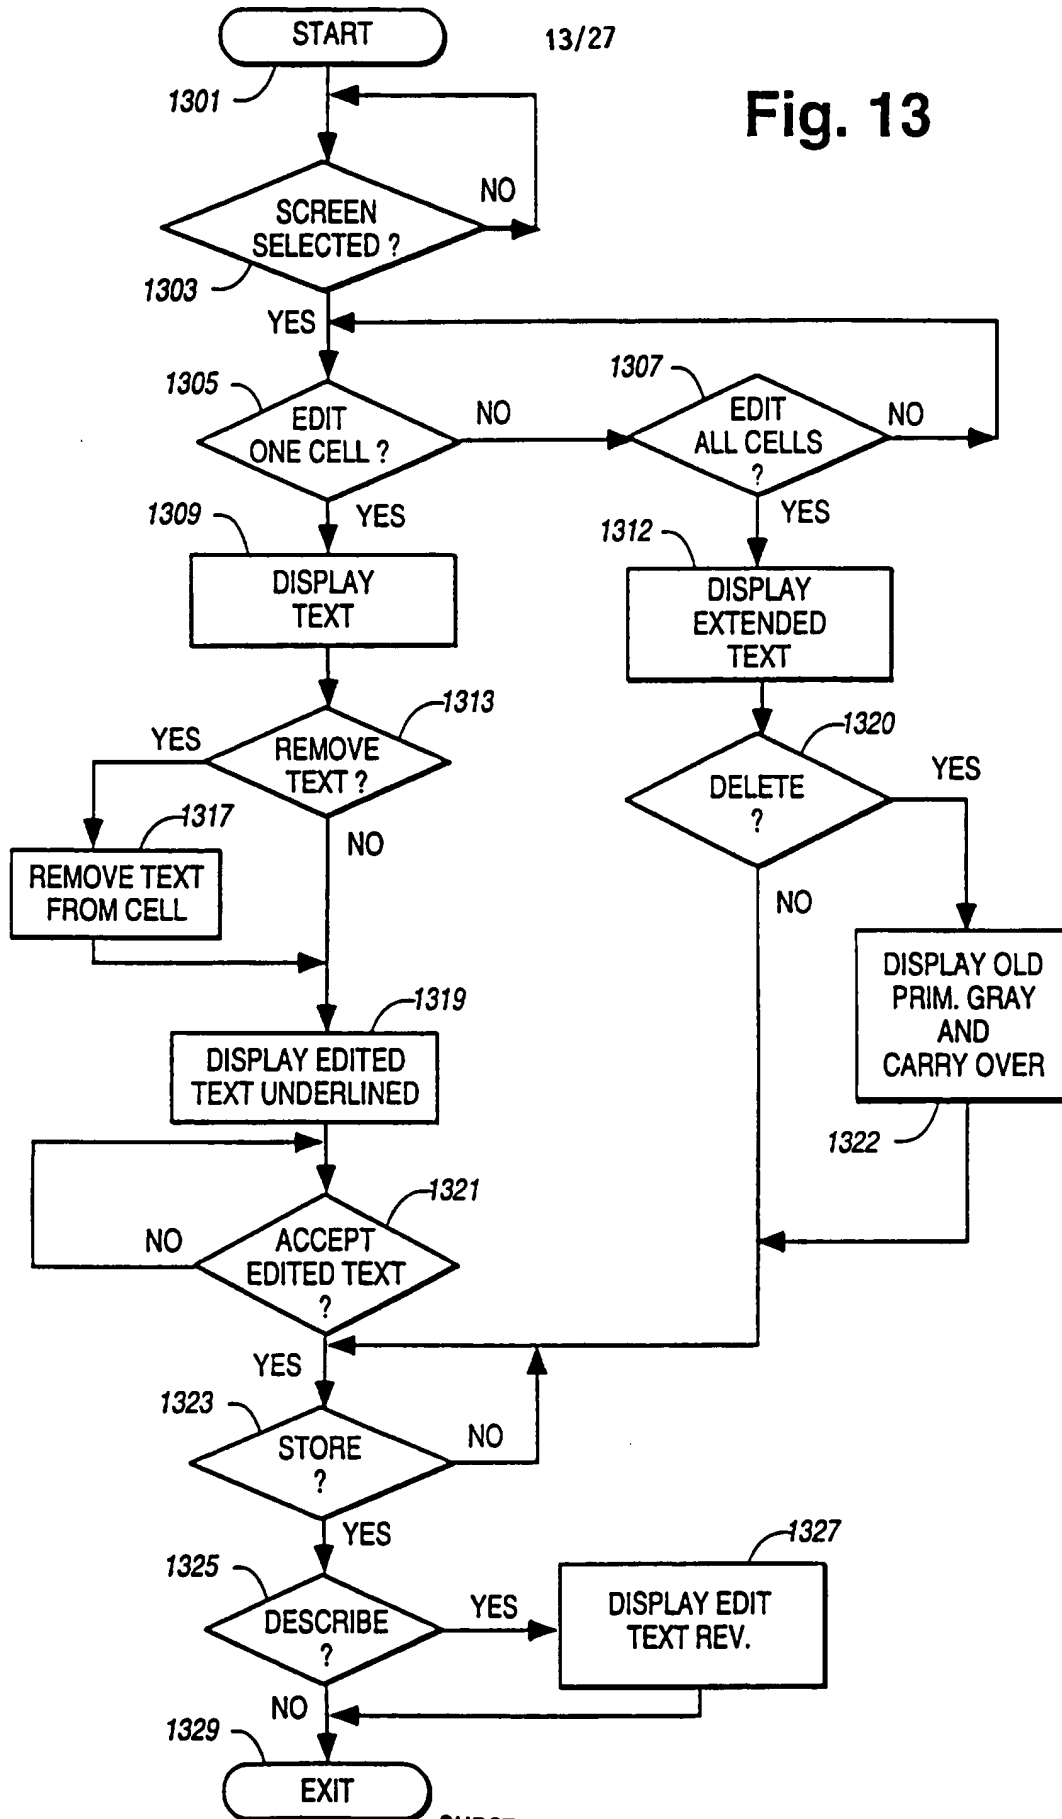 START
13/27
1301
Fig. 13
NO
SCREEN
SELECTED ?
1303
YES
1305
EDIT
ONE CELL ?
NO
1307
EDIT
ALL CELLS
?
NO
YES
1309
DISPLAY
TEXT
YES
1312
DISPLAY
EXTENDED
TEXT
1313
YES
REMOVE
TEXT ?
NO
1320
DELETE
?
YES
NO
1317
REMOVE TEXT
FROM CELL
DISPLAY OLD
PRIM. GRAY
AND
CARRY OVER
1322
1319
DISPLAY EDITED
TEXT UNDERLINED
1321
NO
ACCEPT
EDITED TEXT
?
YES
1323
STORE
?
NO
YES
1325
DESCRIBE
?
YES
1327
DISPLAY EDIT
TEXT REV.
NO
1329
EXIT